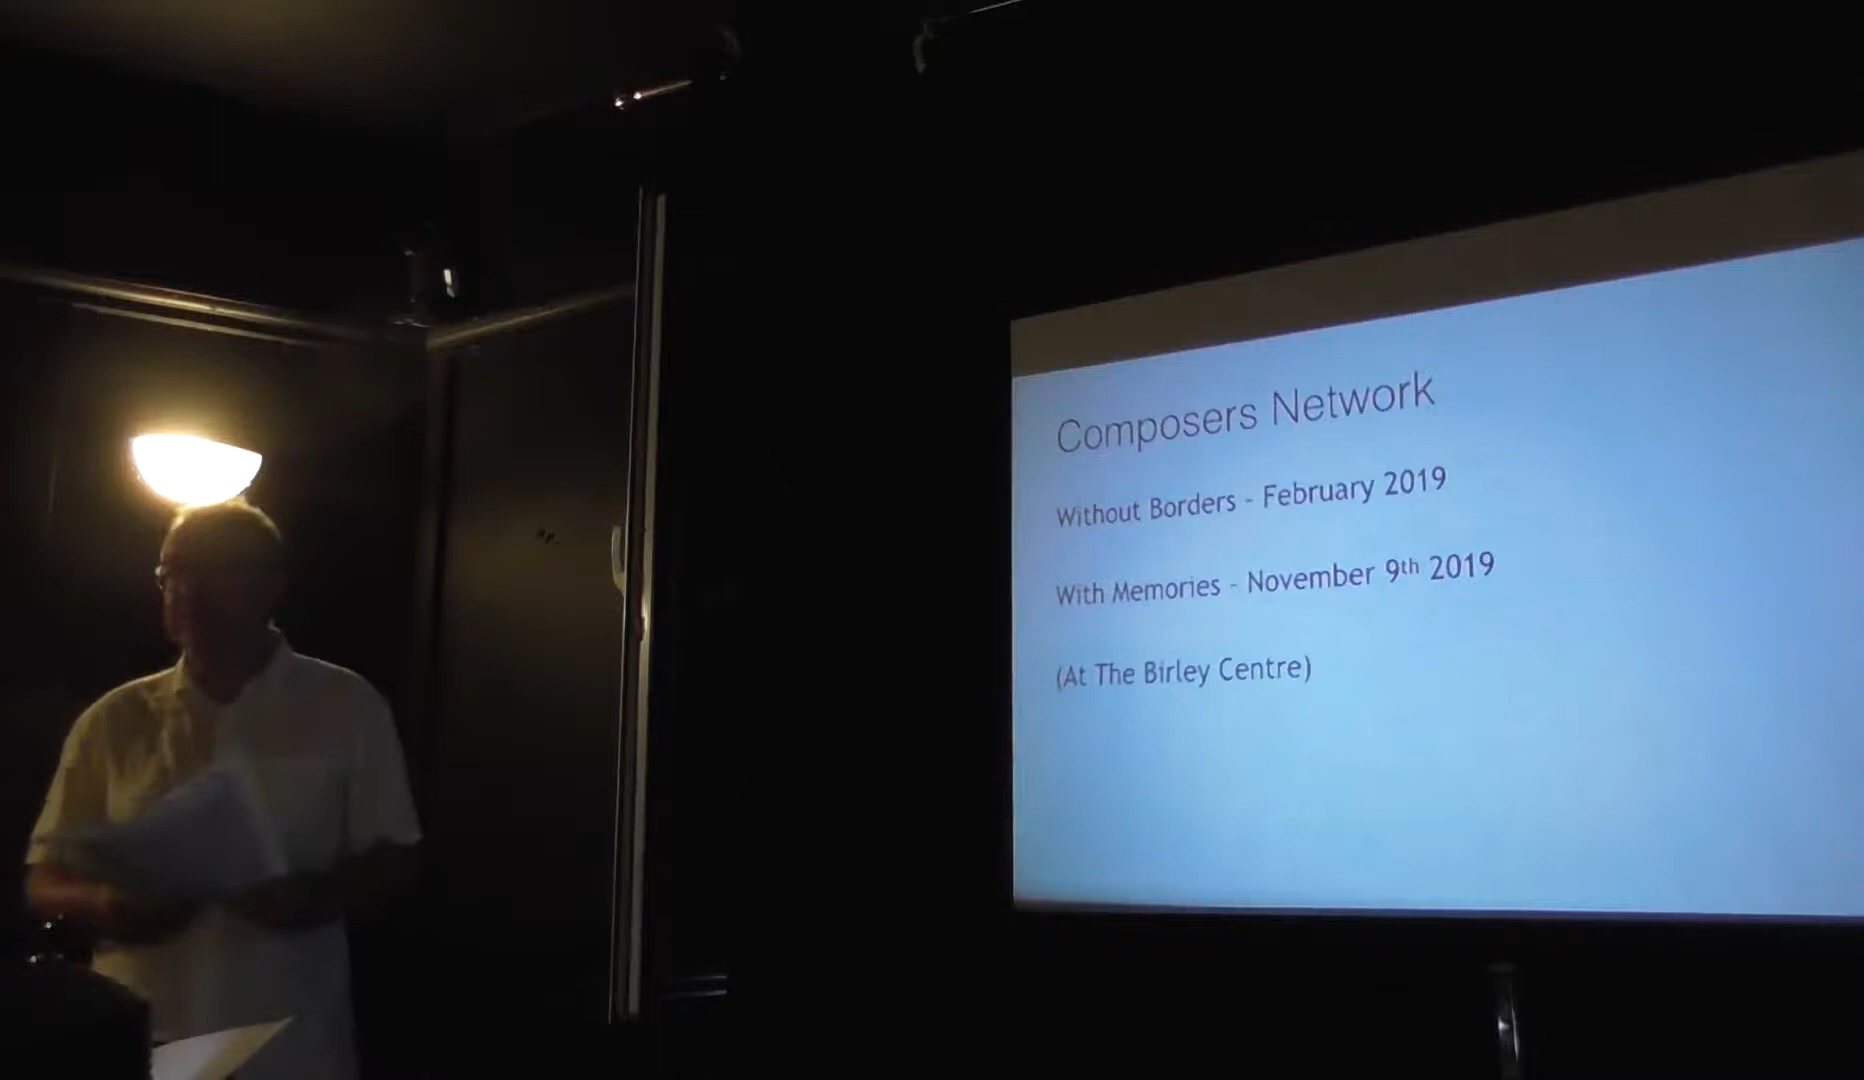 Composers Network
Without Borders - February 2019
With Memories - November 9th 2019
(At The Birley Centre)